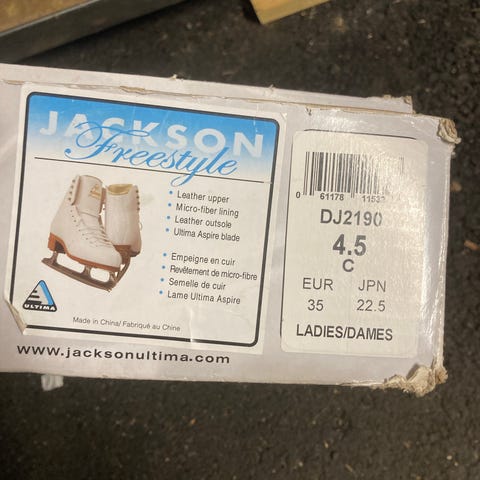 JACKSON
Freestyle
• Leather upper
• Micro-fiber lining
• Leather outsole
• Ultima Aspire blade
• Empeigne en cuir
• Revêtement de micro-fibre
• Semelle de cuir
• Lame Ultima Aspire
ULTIMA
Made in China/ Fabriqué au Chine
www.jacksonultima.com
0 61178 1153
DJ2190
4.5
C
EUR JPN
35 22.5
LADIES/DAMES